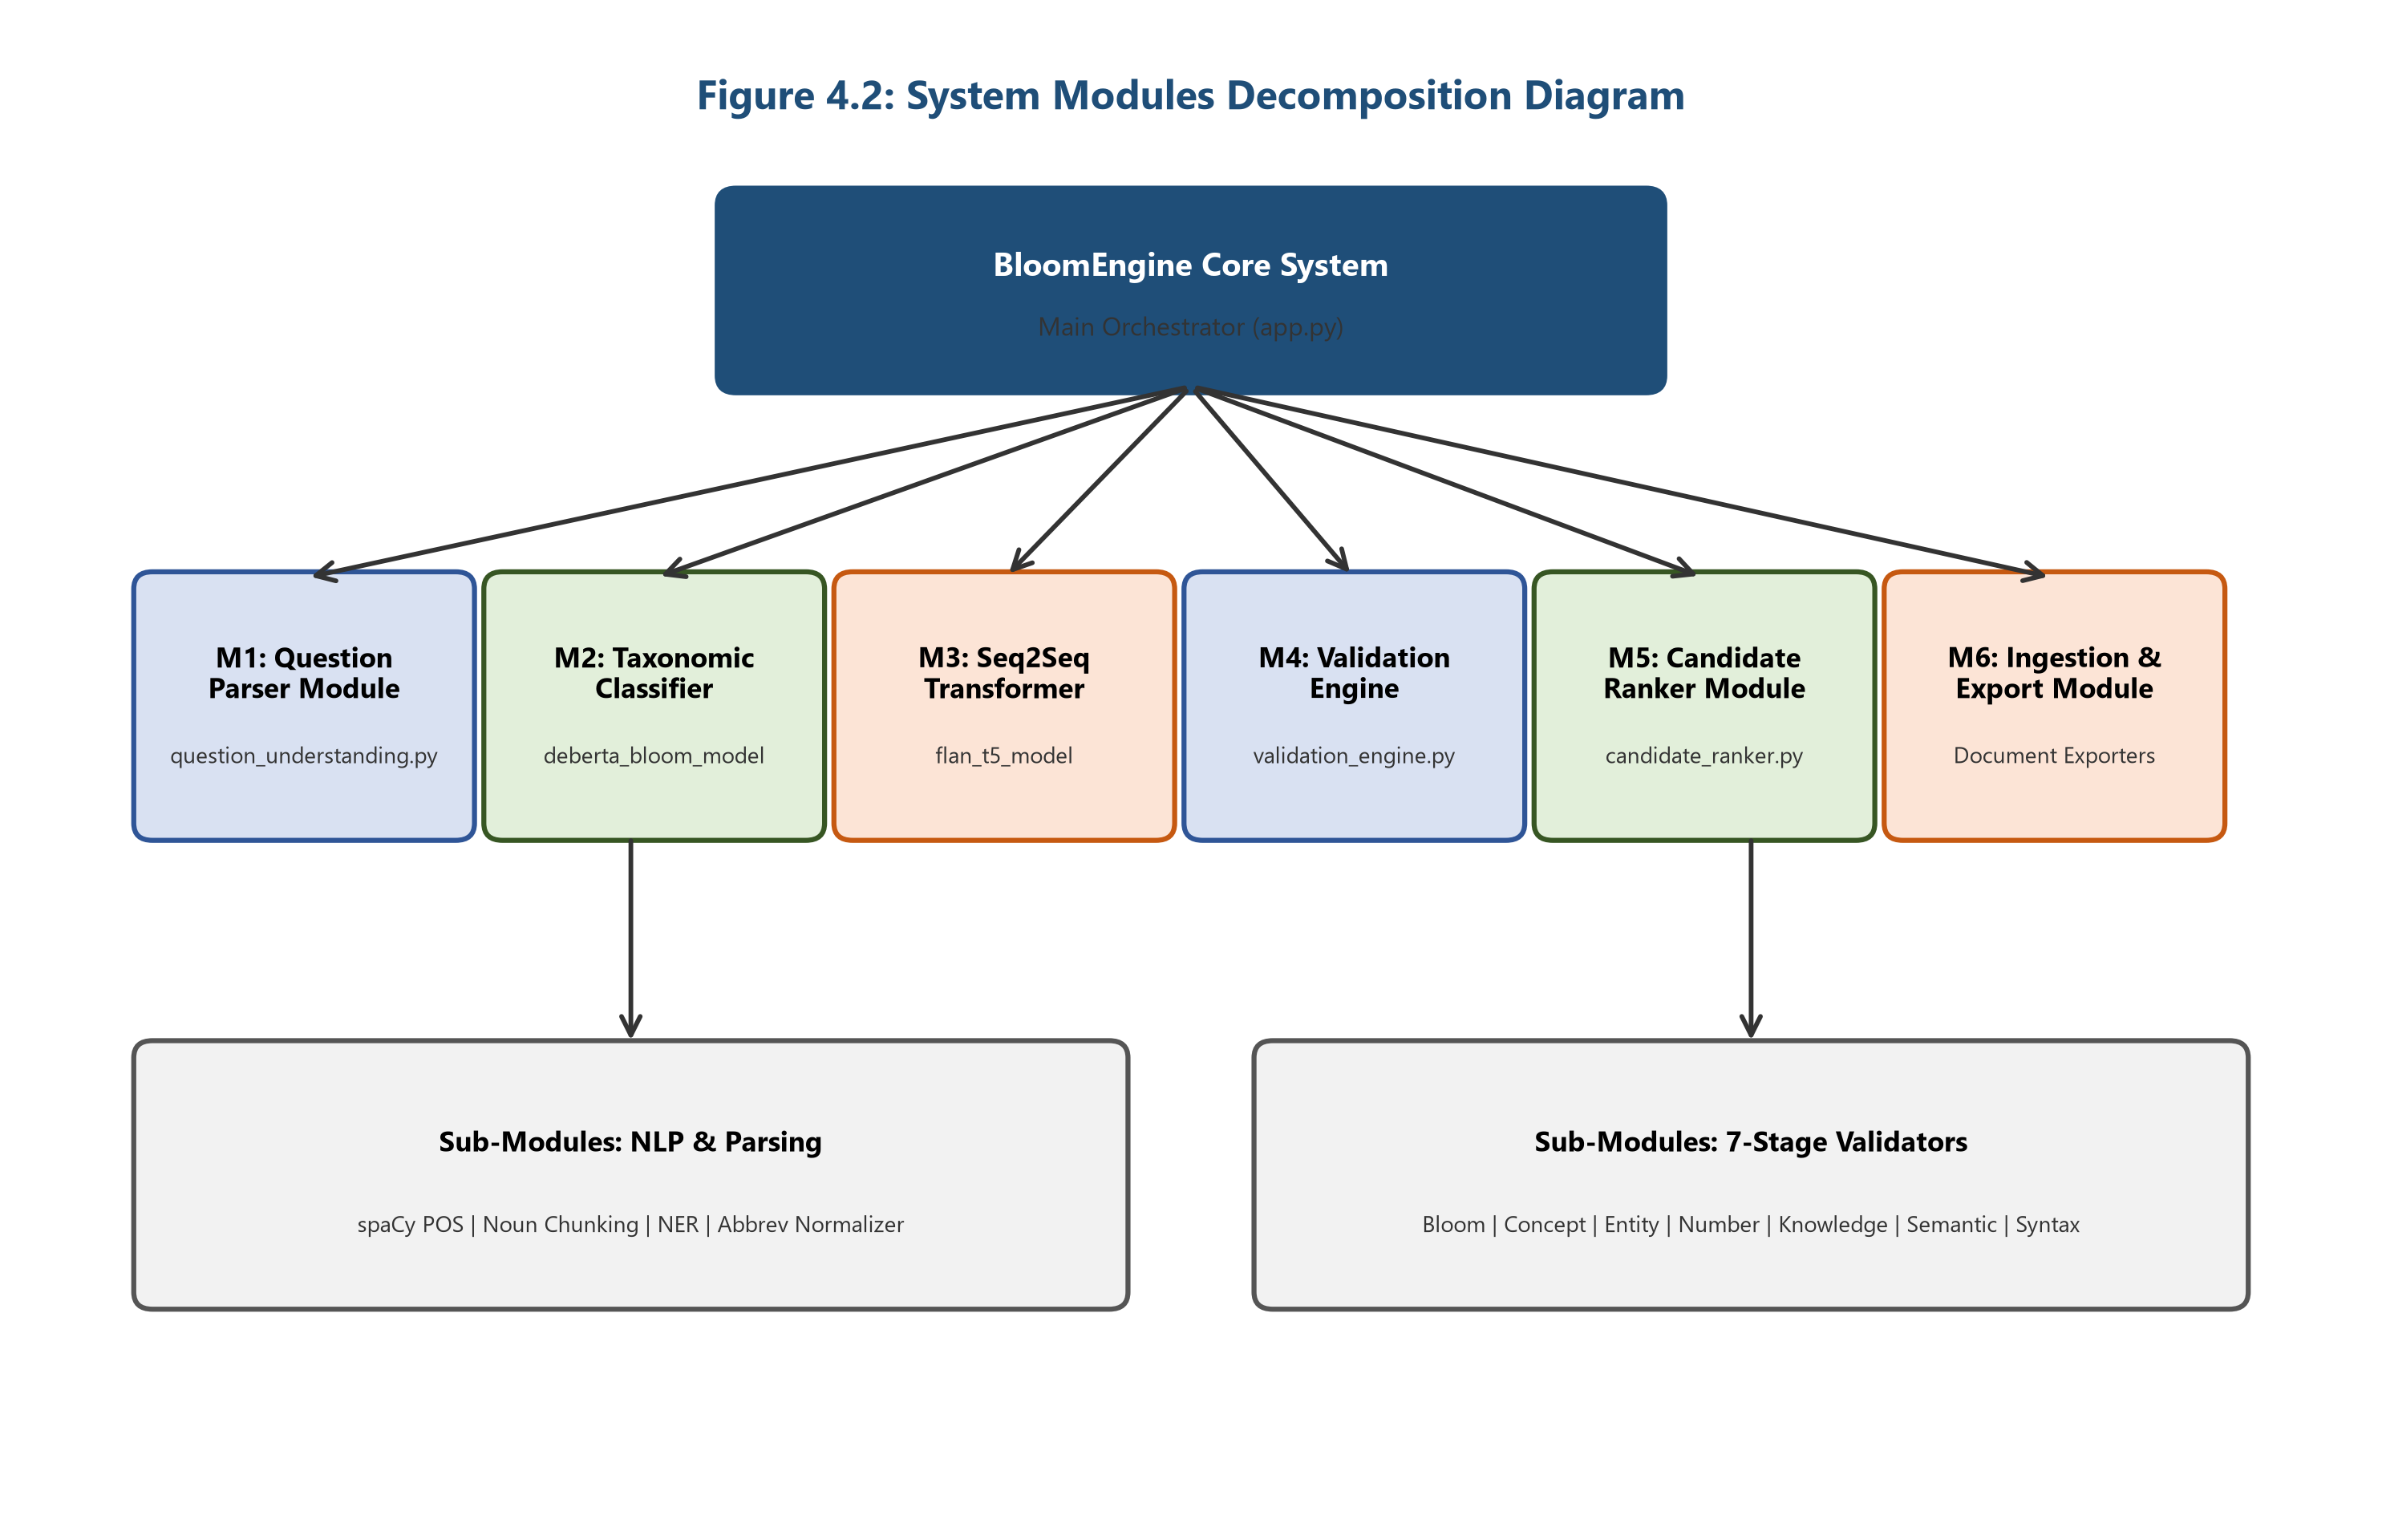 Figure 4.2: System Modules Decomposition Diagram
BloomEngine Core System
Main Orchestrator (app.py)
M1: Question
Parser Module
question_understanding.py
M2: Taxonomic
Classifier
deberta_bloom_model
M3: Seq2Seq
Transformer
flan_t5_model
M4: Validation
Engine
validation_engine.py
M5: Candidate
Ranker Module
candidate_ranker.py
M6: Ingestion &
Export Module
Document Exporters
Sub-Modules: NLP & Parsing
spaCy POS | Noun Chunking | NER | Abbrev Normalizer
Sub-Modules: 7-Stage Validators
Bloom | Concept | Entity | Number | Knowledge | Semantic | Syntax